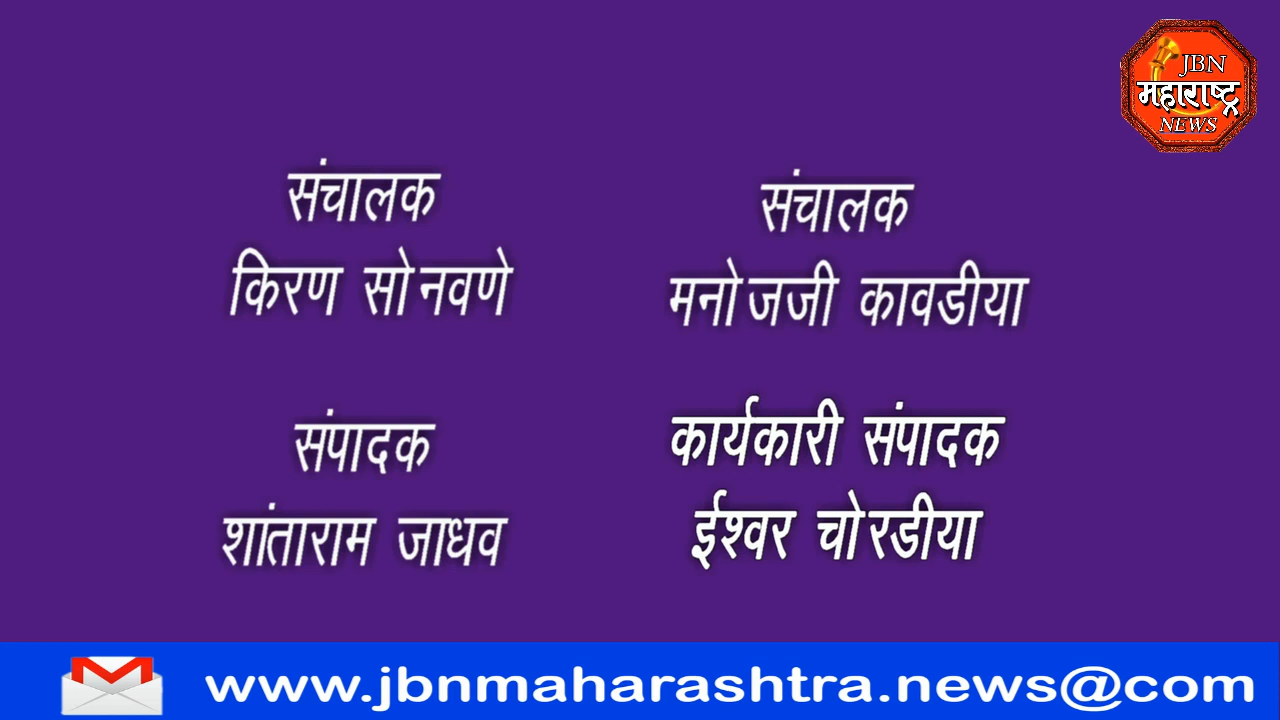 JBN
महाराष्ट्र
NEWS
संचालक
किरण सोनवणे
संचालक
मनोजजी कावडीया
संपादक
शांताराम जाधव
कार्यकारी संपादक
ईश्वर चोरडीया
www.jbnmaharashtra.news@com